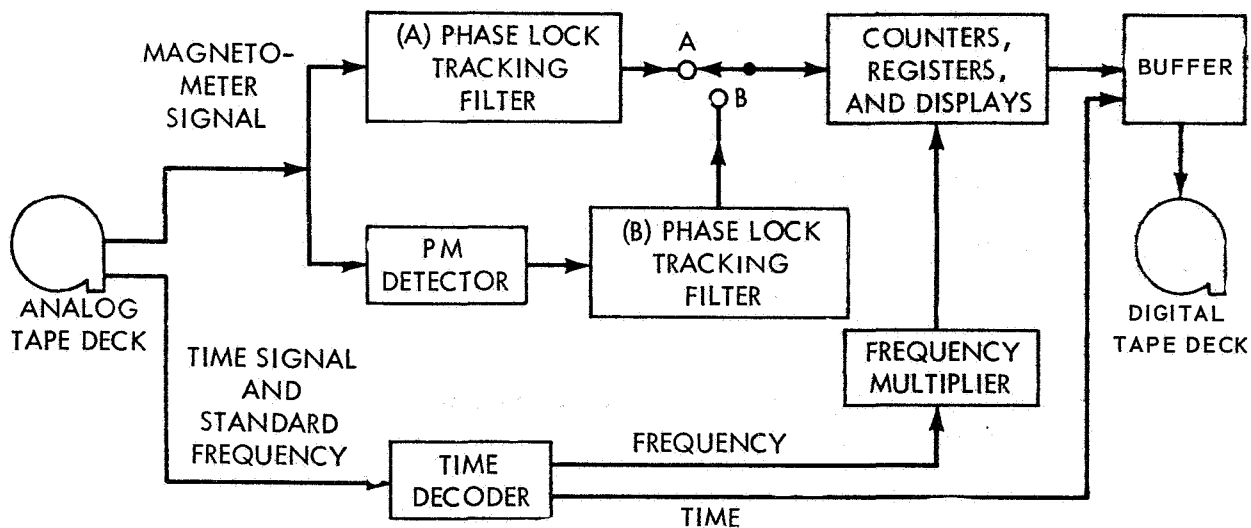 MAGNETO-
METER
SIGNAL
(A) PHASE LOCK
TRACKING
FILTER
A
B
COUNTERS,
REGISTERS,
AND DISPLAYS
BUFFER
PM
DETECTOR
(B) PHASE LOCK
TRACKING
FILTER
ANALOG
TAPE DECK
DIGITAL
TAPE DECK
TIME SIGNAL
AND
STANDARD
FREQUENCY
FREQUENCY
MULTIPLIER
TIME
DECODER
FREQUENCY
TIME